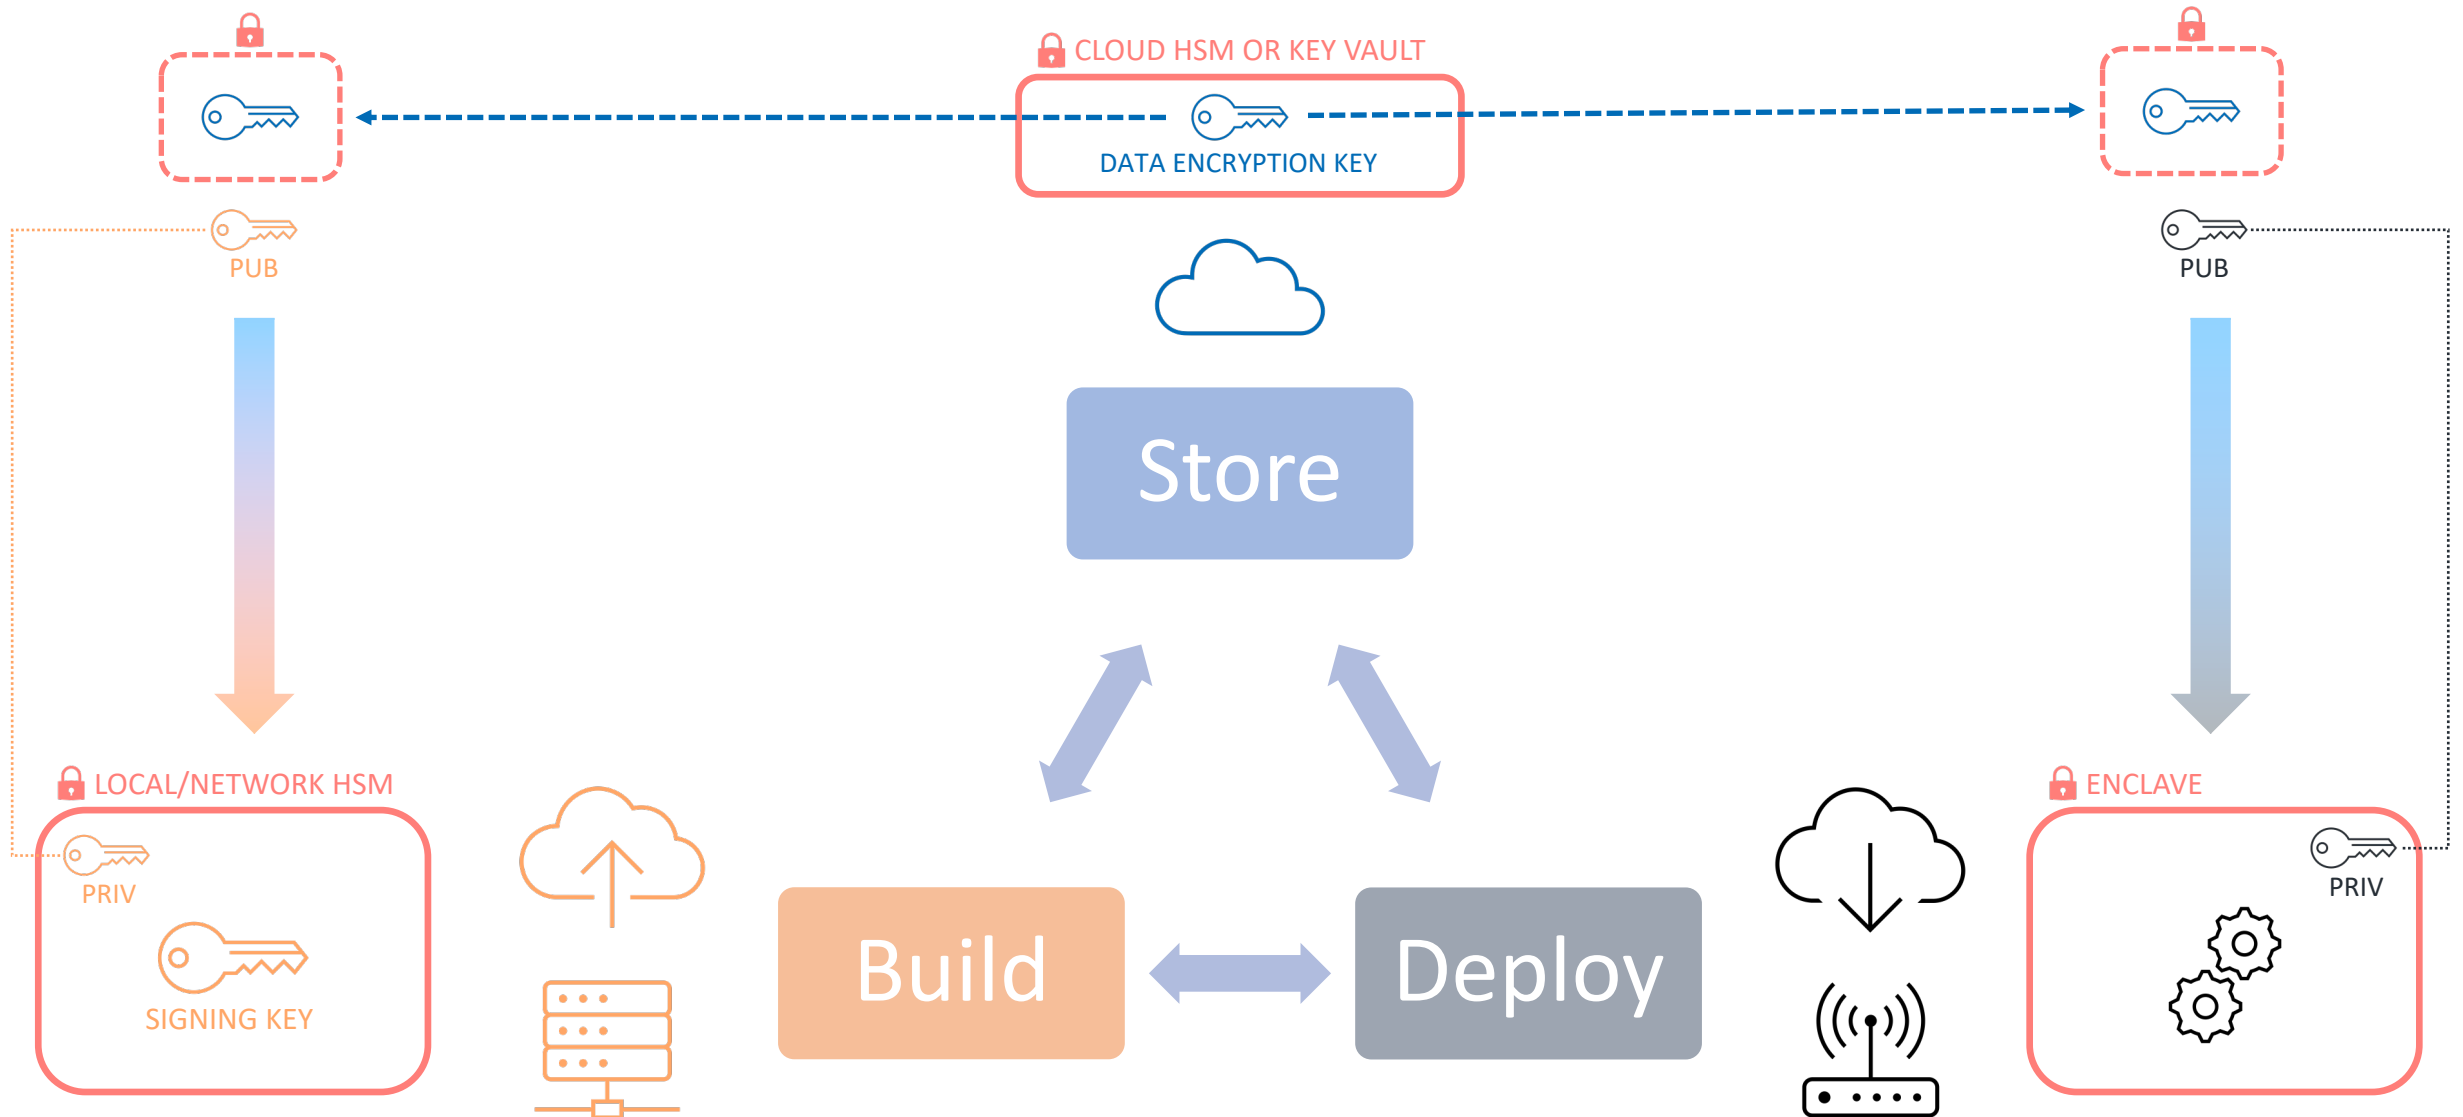 CLOUD HSM OR KEY VAULT
DATA ENCRYPTION KEY
PUB
PUB
Store
LOCAL/NETWORK HSM
ENCLAVE
PRIV
PRIV
Build
Deploy
SIGNING KEY